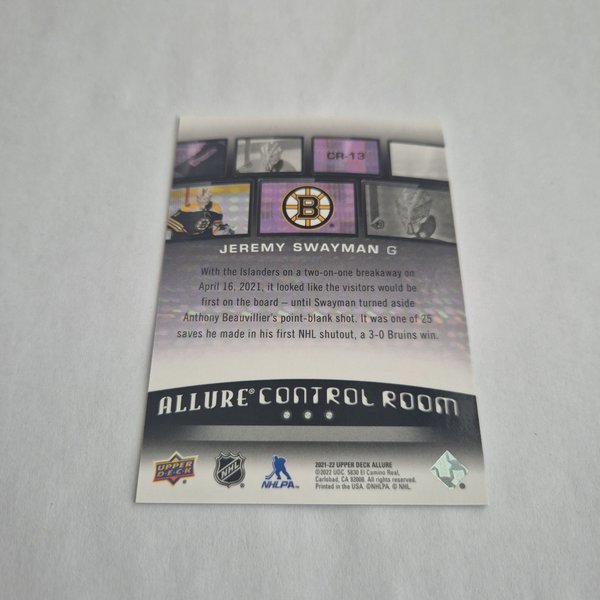 CR-13
B
JEREMY SWAYMAN G
With the Islanders on a two-on-one breakaway on
April 16, 2021, it looked like the visitors would be
first on the board – until Swayman turned aside
Anthony Beauvillier's point-blank shot. It was one of 25
saves he made in his first NHL shutout, a 3-0 Bruins win.
ALLURE® CONTROL ROOM
UPPER DECK
NHL
NHLPA
2021-22 UPPER DECK ALLURE
©2022 UDC. 5830 El Camino Real,
Carlsbad, CA 92008. All rights reserved.
Printed in the USA. ©NHLPA. © NHL.